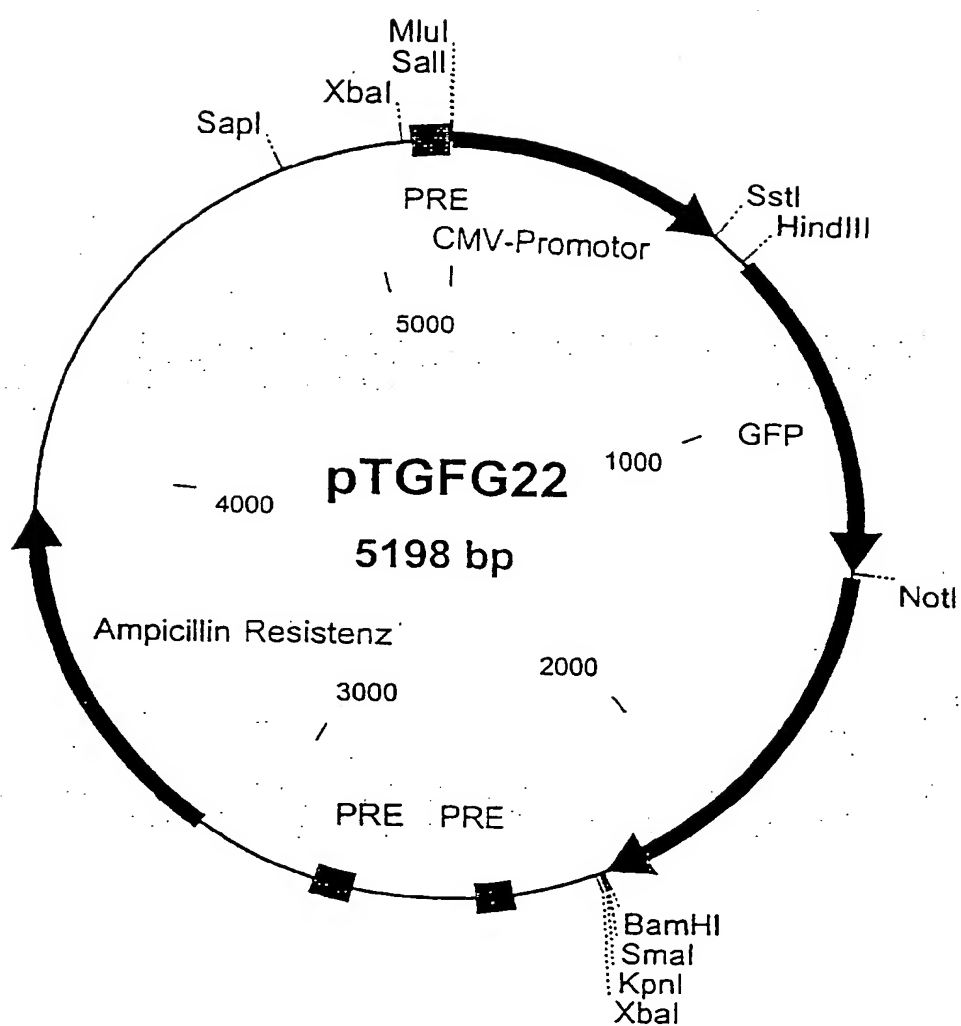 MluI
SalI
XbaI
SapI
PRE
CMV-Promotor
SstI
HindIII
5000
GFP
1000
pTGFG22
4000
5198 bp
NotI
Ampicillin Resistenz
2000
3000
PRE
PRE
BamHI
SmaI
KpnI
XbaI